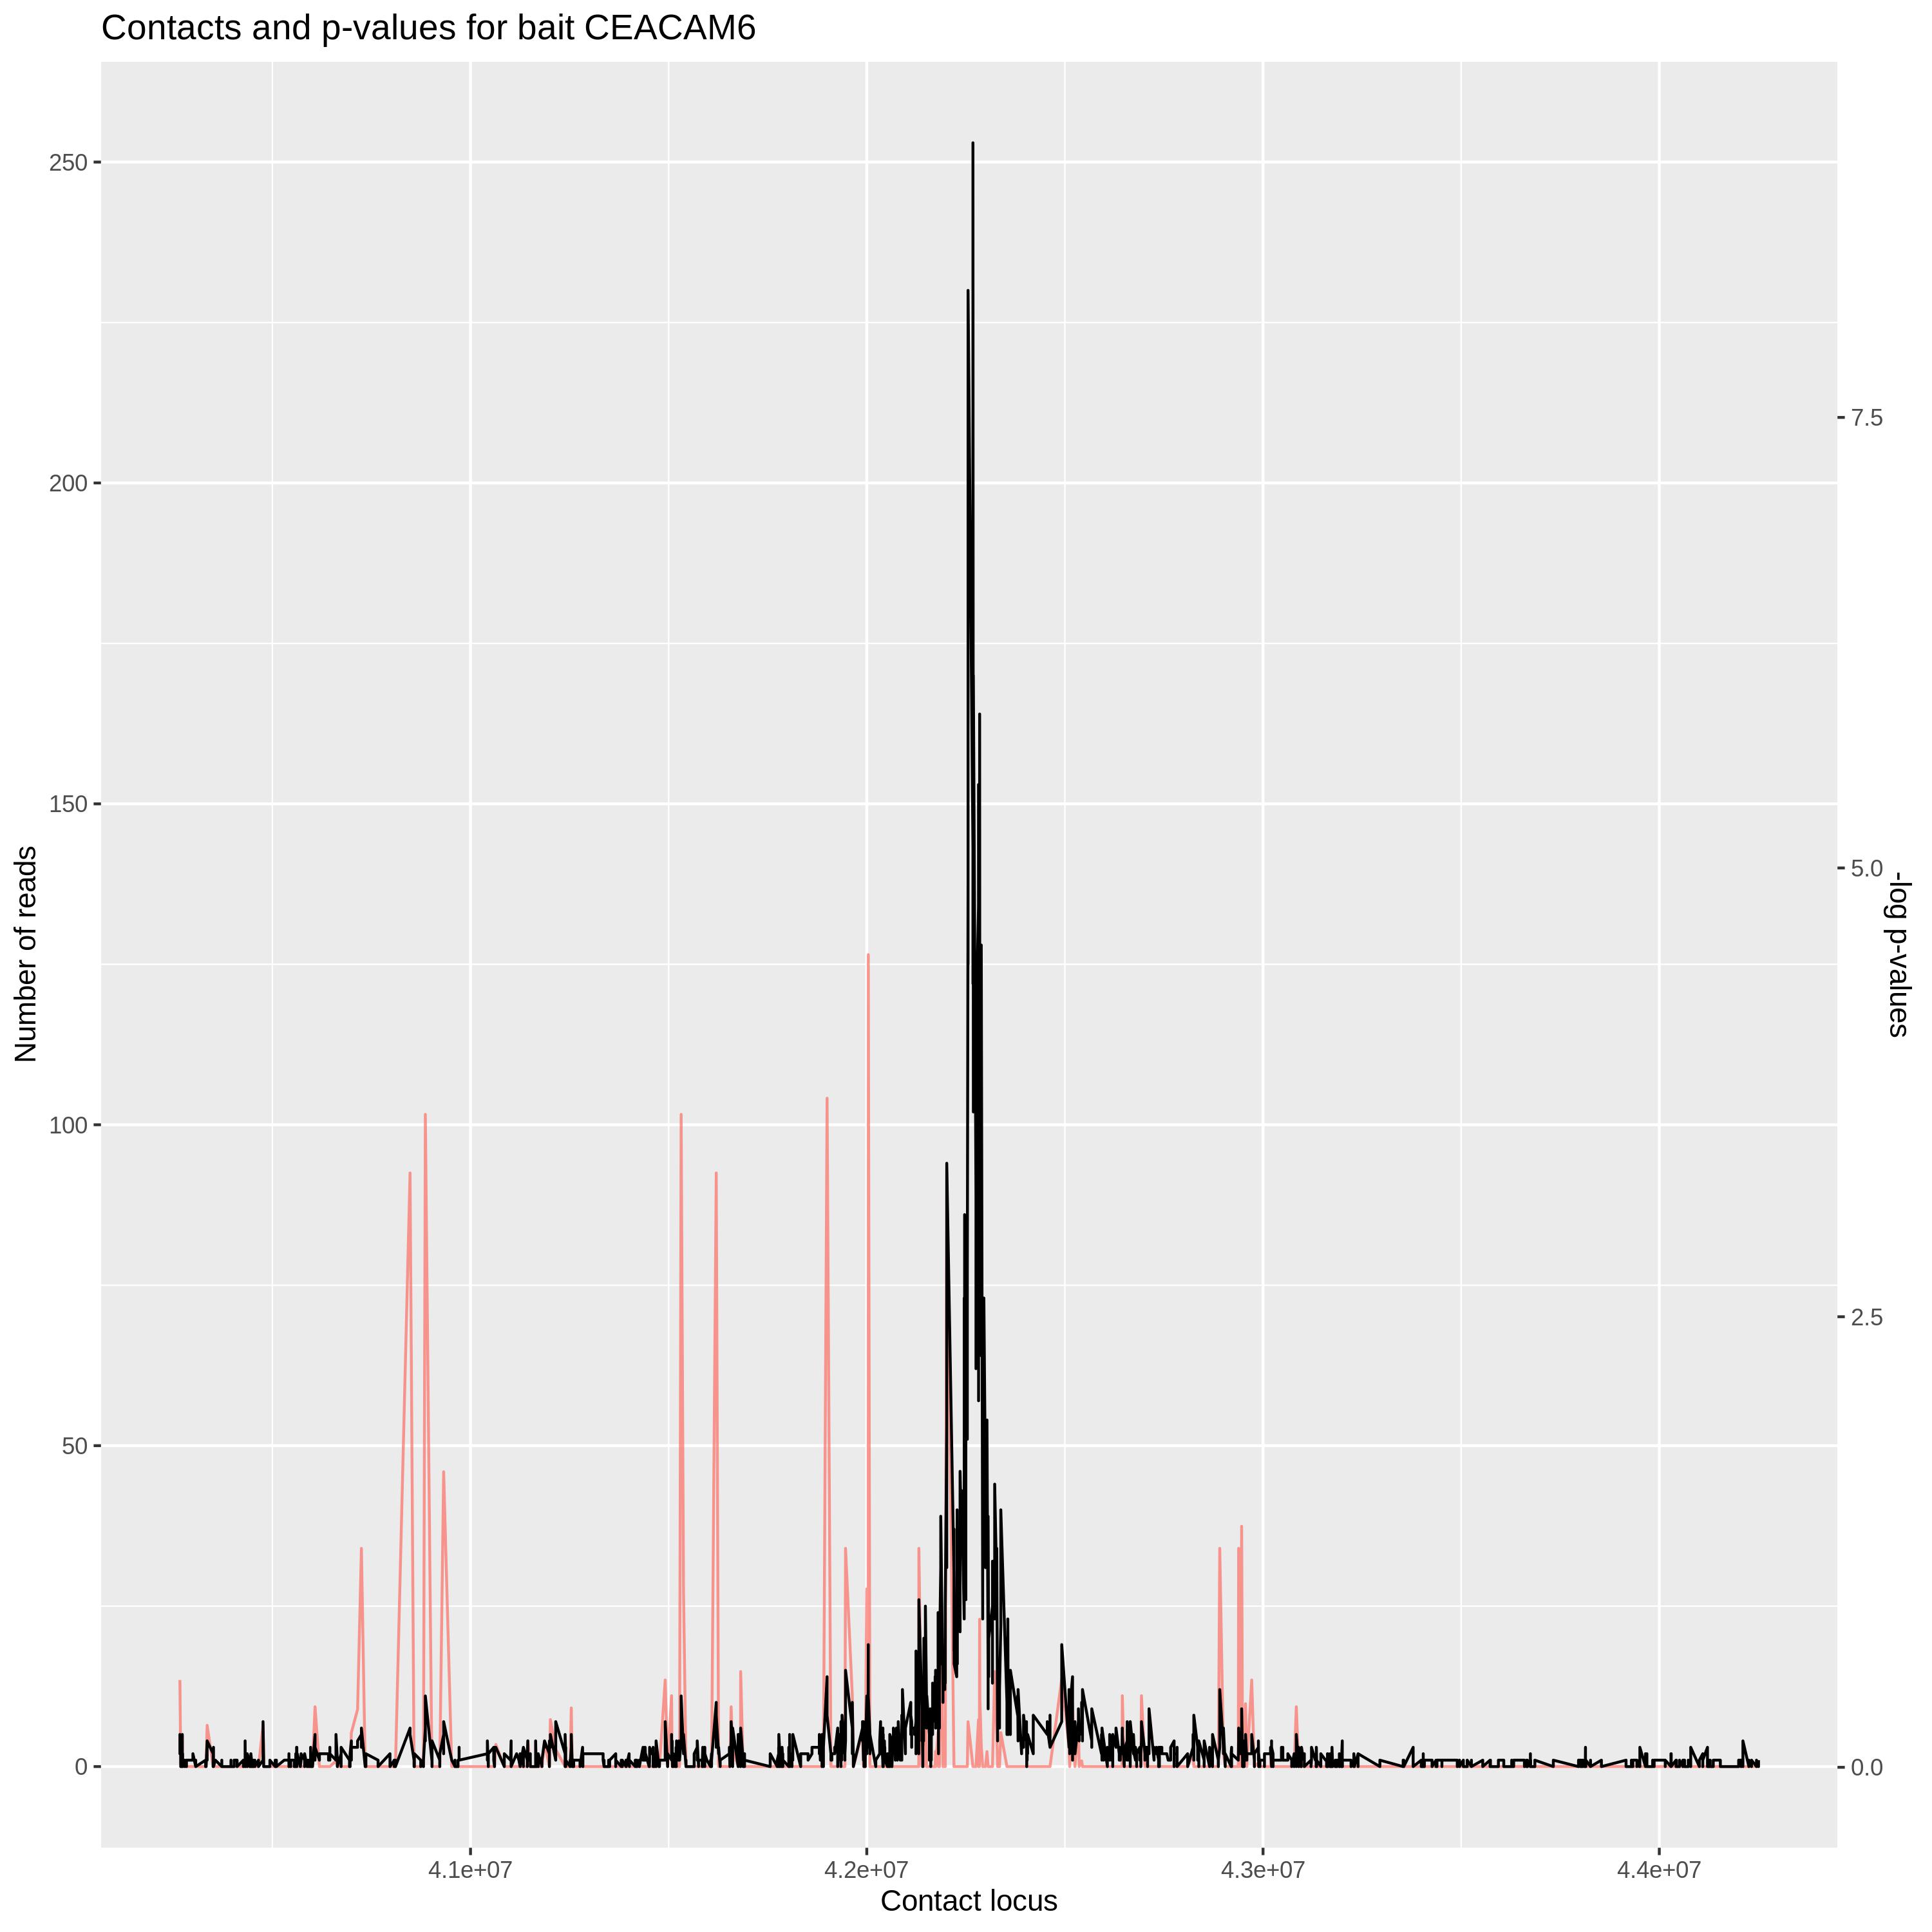 Contacts and p-values for bait CEACAM6
250
200
150
100
50
0
Number of reads
7.5
5.0
2.5
0.0
-log p-values
4.1e+07
4.2e+07
4.3e+07
4.4e+07
Contact locus